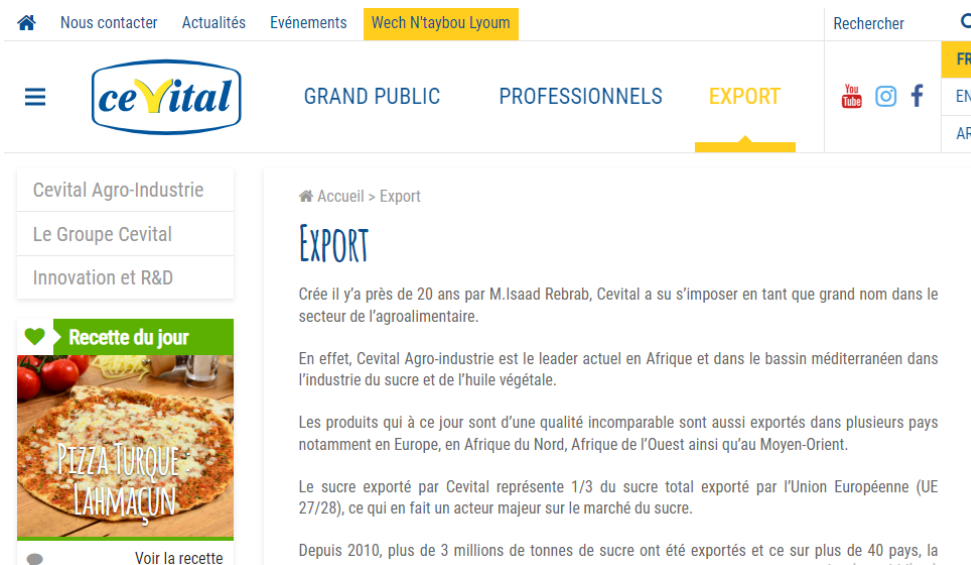 Nous contacter Actualités Evénements Wech N'taybou Lyoum Rechercher
FR
EN
AR
ceVital
GRAND PUBLIC PROFESSIONNELS EXPORT
You
Tube
Cevital Agro-Industrie
Le Groupe Cevital
Innovation et R&D
Recette du jour
PIZZA TURQUE :
LAHMAÇUN
Voir la recette
Accueil > Export
EXPORT
Crée il y'a près de 20 ans par M.Isaad Rebrab, Cevital a su s'imposer en tant que grand nom dans le
secteur de l'agroalimentaire.
En effet, Cevital Agro-industrie est le leader actuel en Afrique et dans le bassin méditerranéen dans
l'industrie du sucre et de l'huile végétale.
Les produits qui à ce jour sont d'une qualité incomparable sont aussi exportés dans plusieurs pays
notamment en Europe, en Afrique du Nord, Afrique de l'Ouest ainsi qu'au Moyen-Orient.
Le sucre exporté par Cevital représente 1/3 du sucre total exporté par l'Union Européenne (UE
27/28), ce qui en fait un acteur majeur sur le marché du sucre.
Depuis 2010, plus de 3 millions de tonnes de sucre ont été exportés et ce sur plus de 40 pays, la